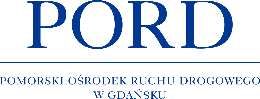 PORD
POMORSKI OŚRODEK RUCHU DROGOWEGO
W GDAŃSKU